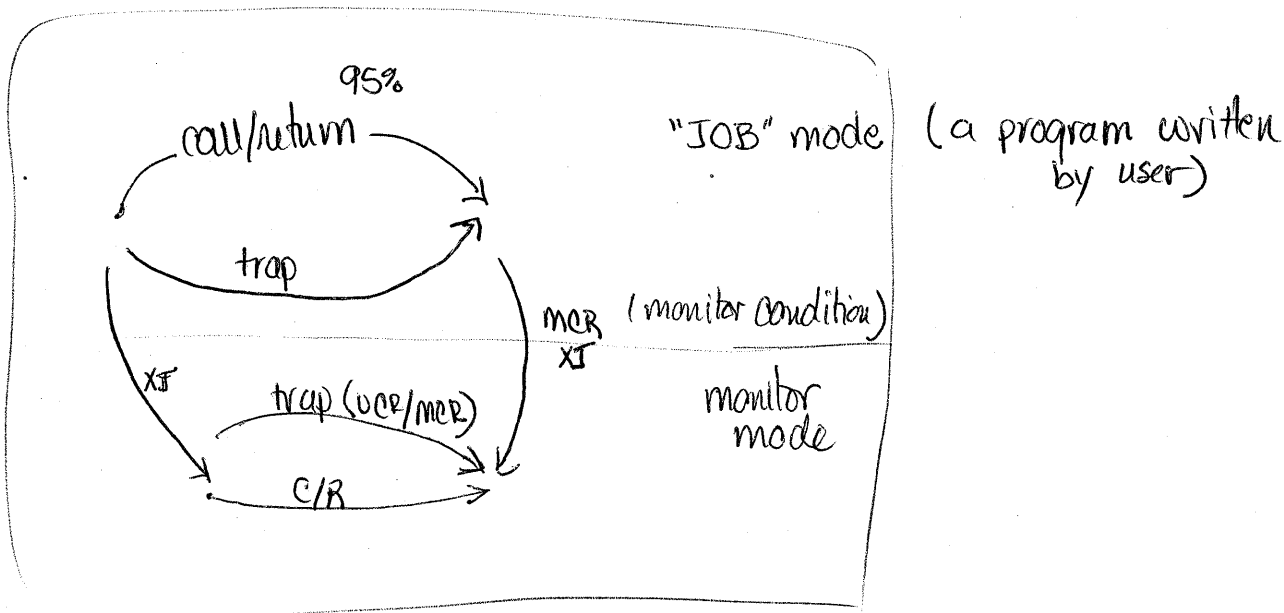 95%
call/return
"JOB" mode (a program written
by user)
trap
MCR (monitor condition)
XJ
XJ
trap (UCR/MCR)
monitor
mode
C/R